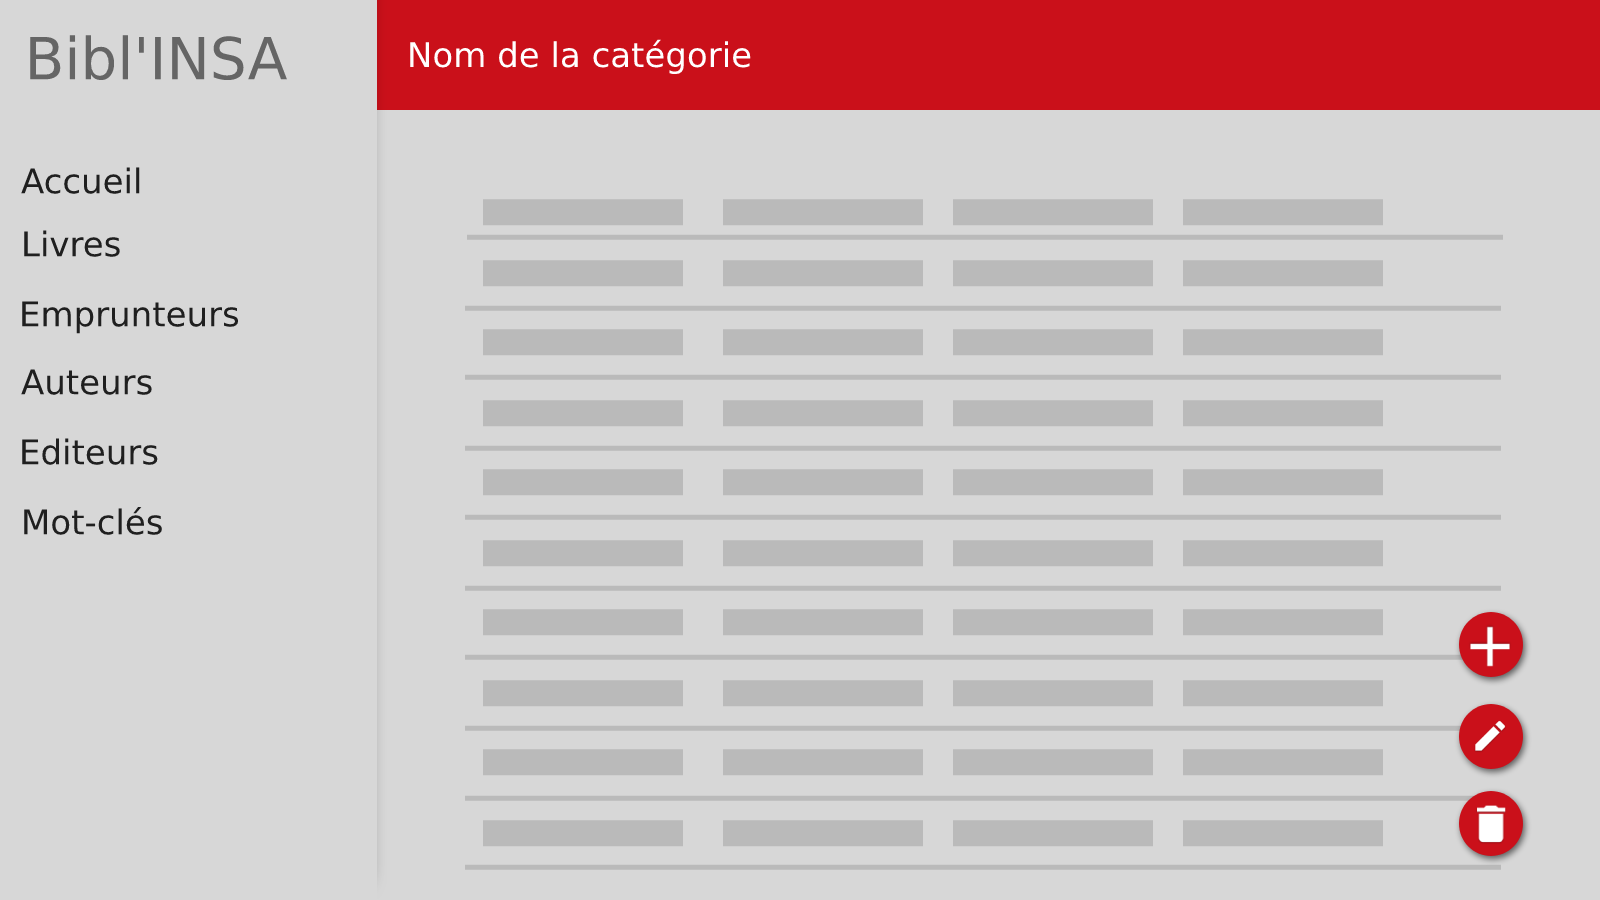 Bibl'INSA
Nom de la catégorie
Accueil
Livres
Emprunteurs
Auteurs
Editeurs
Mot-clés